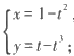 x = 1 - t²,
y = t - t³;